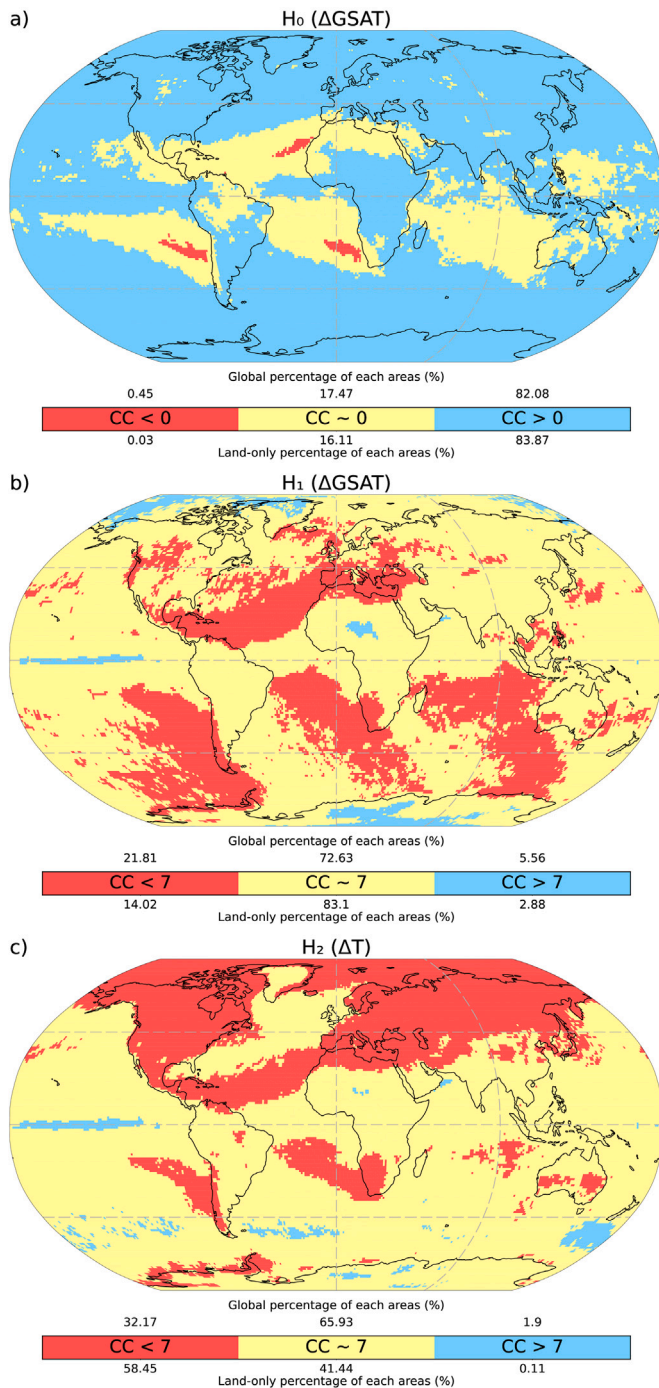 a)
H₀ (ΔGSAT)
Global percentage of each areas (%)
0.45 17.47 82.08
CC < 0 CC ~ 0 CC > 0
0.03 16.11 83.87
Land-only percentage of each areas (%)
b)
H₁ (ΔGSAT)
Global percentage of each areas (%)
21.81 72.63 5.56
CC < 7 CC ~ 7 CC > 7
14.02 83.1 2.88
Land-only percentage of each areas (%)
c)
H₂ (ΔT)
Global percentage of each areas (%)
32.17 65.93 1.9
CC < 7 CC ~ 7 CC > 7
58.45 41.44 0.11
Land-only percentage of each areas (%)